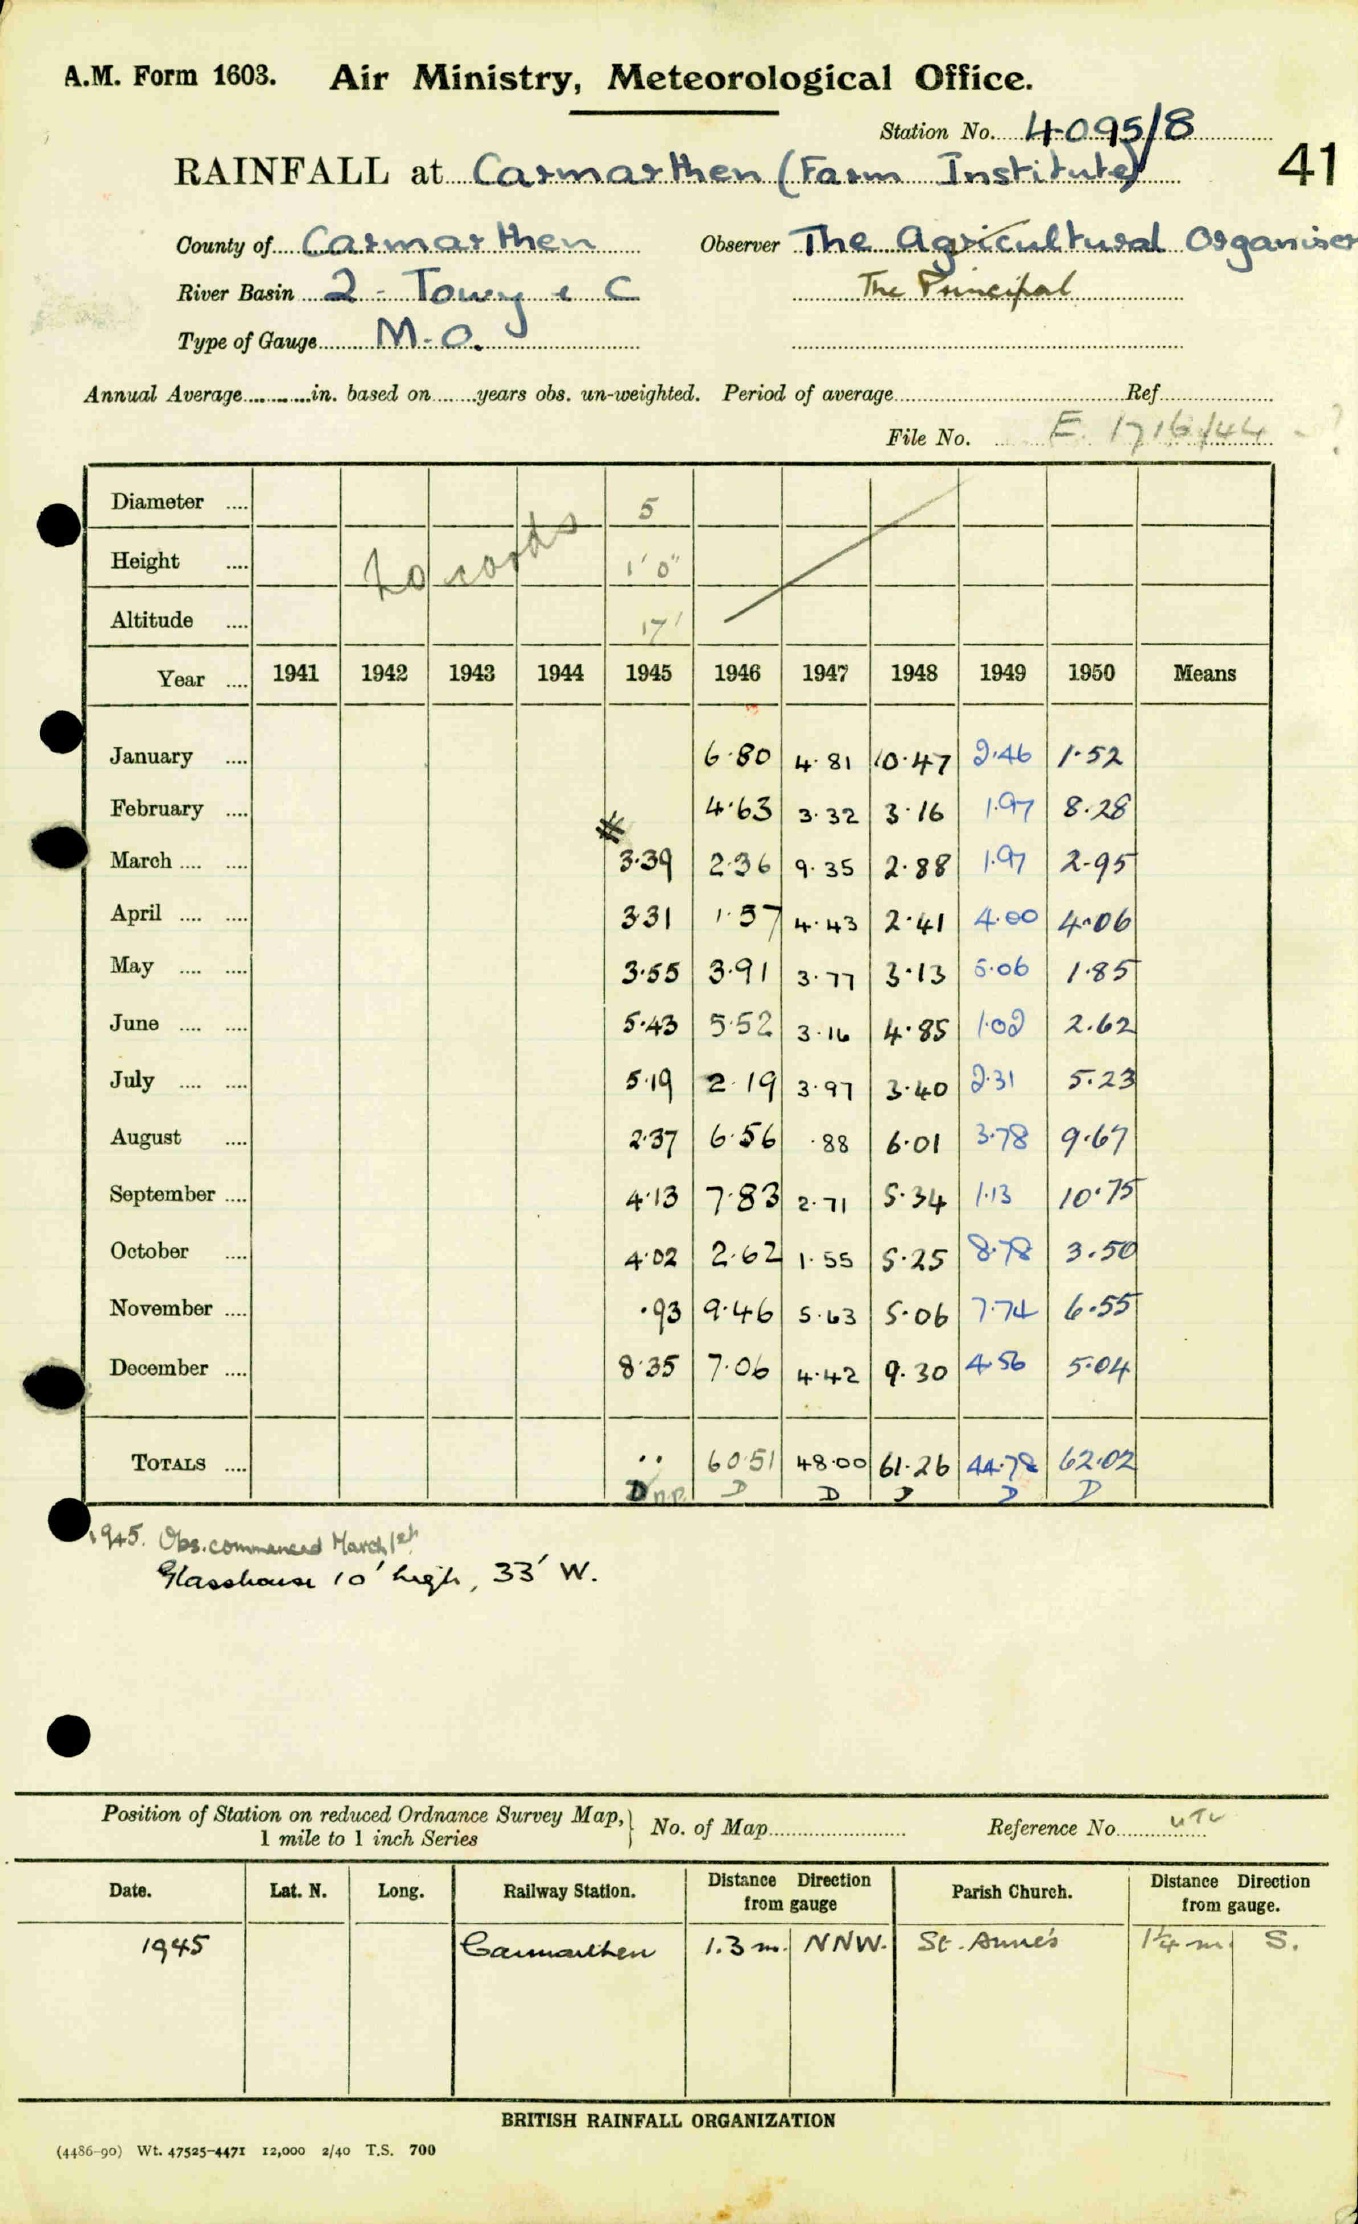 A.M. Form 1603. Air Ministry, Meteorological Office.
Station No. 4095/8
41
RAINFALL at Carmarthen (Farm Institute)
County of Carmarthen Observer The Agricultural Organiser
River Basin 2 - Towy & C The Principal
Type of Gauge M.O.
Annual Average in. based on years obs. un-weighted. Period of average Ref
File No. E. 1716/44 - ?
Diameter .... 5
Height .... 1' 0"
Altitude .... 17'
Year .... 1941 1942 1943 1944 1945 1946 1947 1948 1949 1950 Means
January .... 6.80 4.81 10.47 2.46 1.52
February .... 4.63 3.32 3.16 1.97 8.28
March .... .... 3.39 2.36 9.35 2.88 1.97 2.95
April .... .... 3.31 1.57 4.43 2.41 4.00 4.06
May .... .... 3.55 3.91 3.77 3.13 5.06 1.85
June .... .... 5.43 5.52 3.16 4.85 1.02 2.62
July .... .... 5.19 2.19 3.97 3.40 2.31 5.23
August .... 2.37 6.56 .88 6.01 3.78 9.67
September .... 4.13 7.83 2.71 5.34 1.13 10.75
October .... 4.02 2.62 1.55 5.25 8.78 3.50
November .... .93 9.46 5.63 5.06 7.74 6.55
December .... 8.35 7.06 4.42 9.30 4.56 5.04
TOTALS .... .. 60.51 48.00 61.26 44.78 62.02
D n.p. D D D D D
1945. Obs. commenced March 1st.
Glasshouse 10' high, 33' W.
Position of Station on reduced Ordnance Survey Map, 1 mile to 1 inch Series } No. of Map Reference No.
Date. Lat. N. Long. Railway Station. Distance Direction from gauge Parish Church. Distance Direction from gauge.
1945 Carmarthen 1.3 m. NNW. St. Anne's 1¼ m. S.
BRITISH RAINFALL ORGANIZATION
(4486-90) Wt. 47525-4471 12,000 2/40 T.S. 700